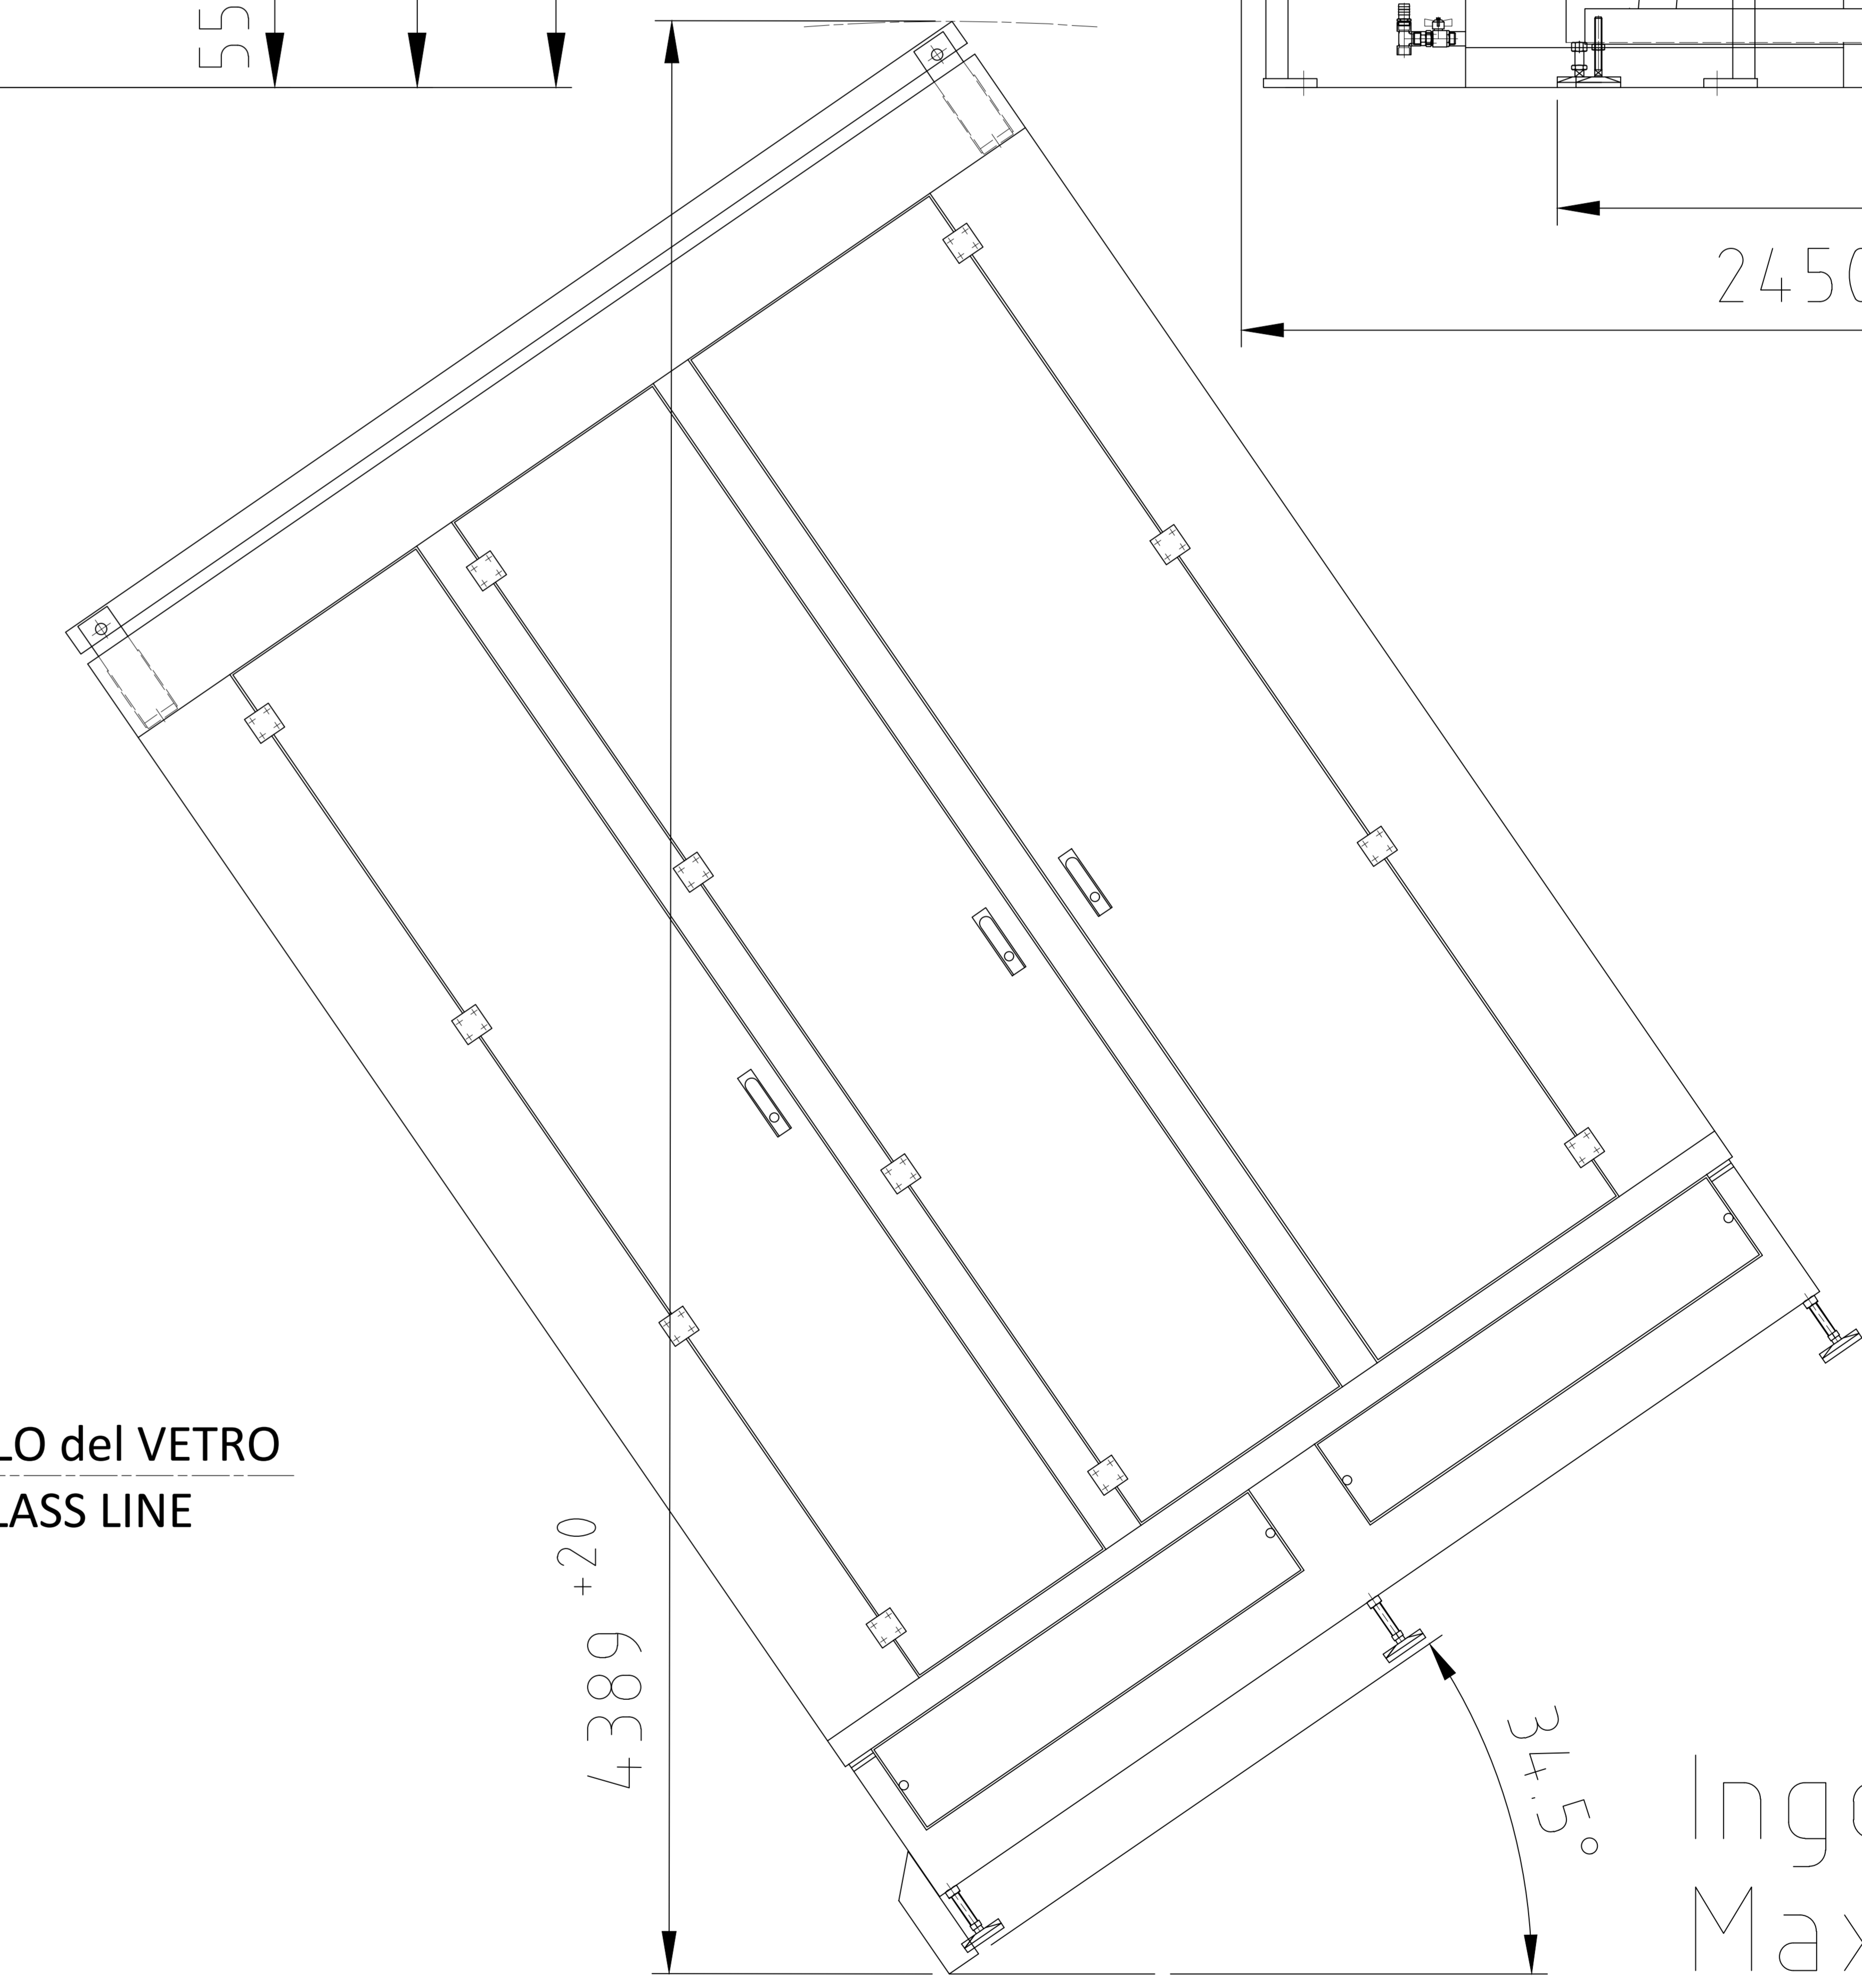 55
2450
LO del VETRO
LASS LINE
4389 +20
34.5°
Ing
Max